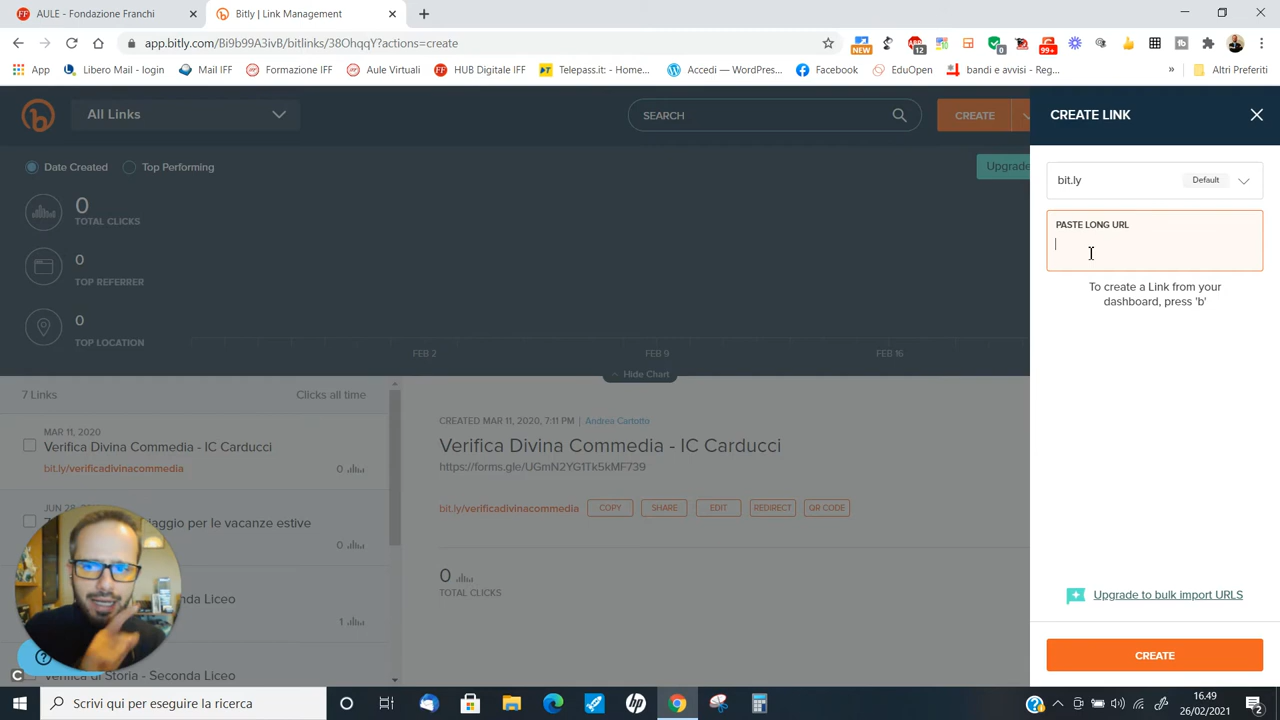 AULE - Fondazione Franchi
Bitly | Link Management
app.bitly.com/Bi9b99A3ivB/bitlinks/30ChqqY?actions=create
NEW
12
0
99+
App
Libero Mail - login
Mail IFF
Formazione IFF
Aule Virtuali
HUB Digitale IFF
Telepass.it: - Home...
Accedi — WordPress...
Facebook
EduOpen
bandi e avvisi - Reg...
»
Altri Preferiti
All Links
SEARCH
CREATE
CREATE LINK
Date Created
Top Performing
Upgrade
bit.ly
Default
0
TOTAL CLICKS
PASTE LONG URL
0
TOP REFERRER
To create a Link from your
dashboard, press 'b'
0
TOP LOCATION
FEB 2
FEB 9
FEB 16
Hide Chart
7 Links
Clicks all time
MAR 11, 2020
Verifica Divina Commedia - IC Carducci
bit.ly/verificadivinacommedia
0
CREATED MAR 11, 2020, 7:11 PM | Andrea Carlotto
Verifica Divina Commedia - IC Carducci
https://forms.gle/UGmN2YG1Tk5kMF739
bit.ly/verificadivinacommedia
COPY
SHARE
EDIT
REDIRECT
QR CODE
JUN 28
aggio per le vacanze estive
0
0
TOTAL CLICKS
nda Liceo
1
Upgrade to bulk import URLS
di Storia - Seconda Liceo
CREATE
Scrivi qui per eseguire la ricerca
16.49
26/02/2021
2